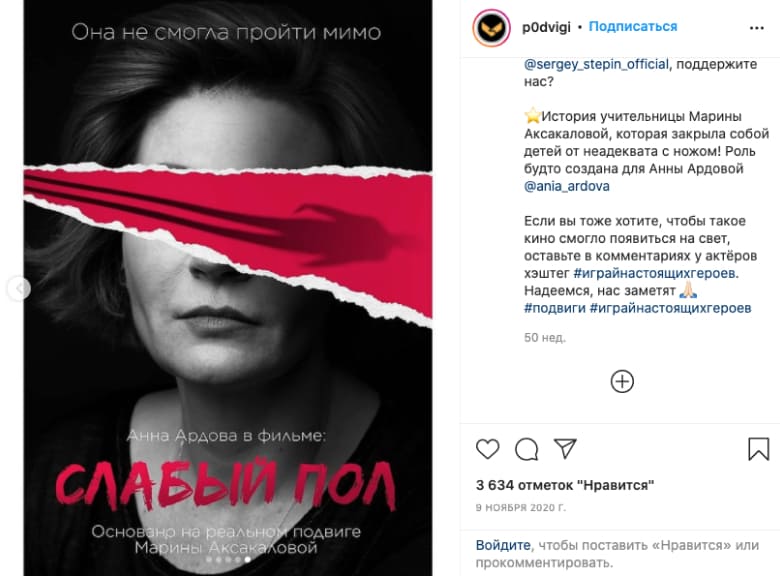 Она не смогла пройти мимо
Анна Ардова в фильме:
СЛАБЫЙ ПОЛ
Основано на реальном подвиге
Марины Аксакаловой
p0dvigi • Подписаться
@sergey_stepin_official, поддержите
нас?
⭐История учительницы Марины
Аксакаловой, которая закрыла собой
детей от неадеквата с ножом! Роль
будто создана для Анны Ардовой
@ania_ardova
Если вы тоже хотите, чтобы такое
кино смогло появиться на свет,
оставьте в комментариях у актёров
хэштег #играйнастоящихгероев.
Надеемся, нас заметят🙏🏻
#подвиги #играйнастоящихгероев
50 нед.
3 634 отметок "Нравится"
9 НОЯБРЯ 2020 Г.
Войдите, чтобы поставить «Нравится» или
прокомментировать.